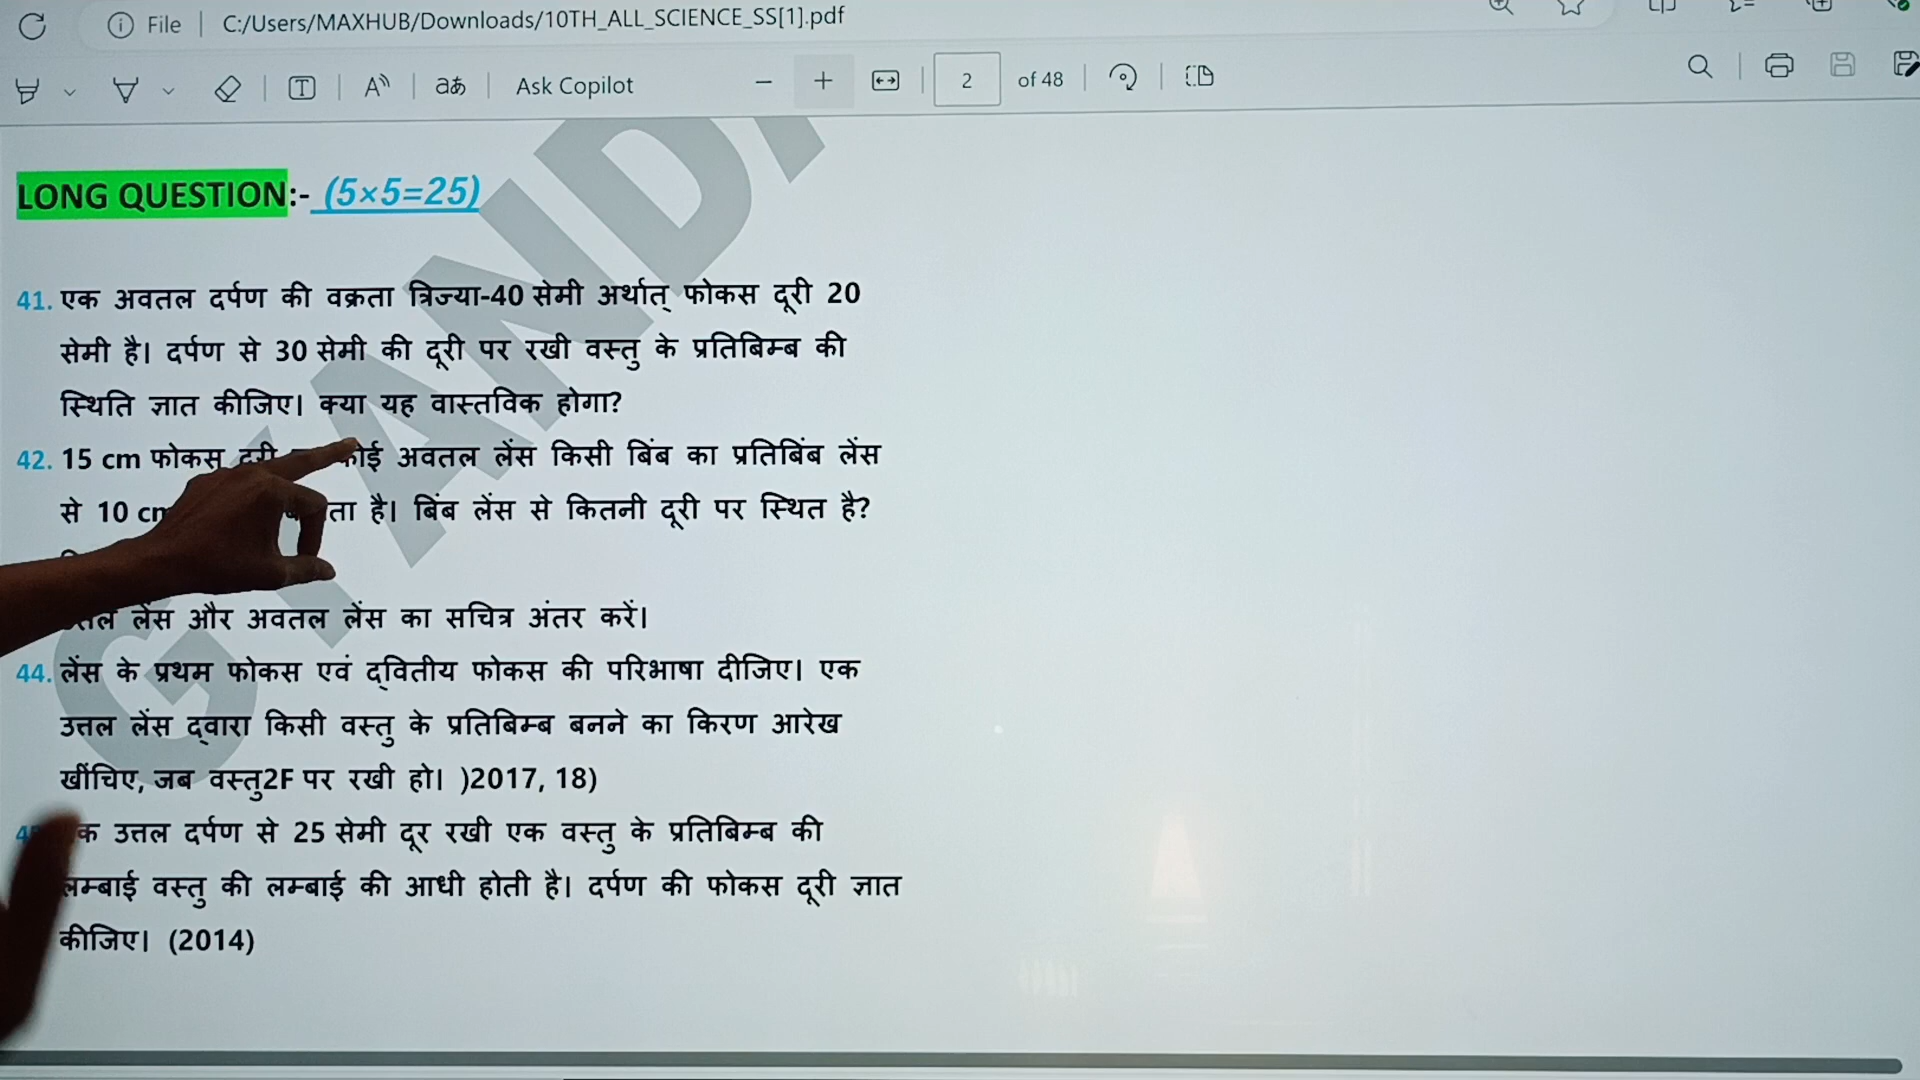 File | C:/Users/MAXHUB/Downloads/10TH_ALL_SCIENCE_SS[1].pdf
Ask Copilot − + 2 of 48
LONG QUESTION:- (5×5=25)
41. एक अवतल दर्पण की वक्रता त्रिज्या-40 सेमी अर्थात् फोकस दूरी 20
सेमी है। दर्पण से 30 सेमी की दूरी पर रखी वस्तु के प्रतिबिम्ब की
स्थिति ज्ञात कीजिए। क्या यह वास्तविक होगा?
42. 15 cm फोकस दूरी कोई अवतल लेंस किसी बिंब का प्रतिबिंब लेंस
से 10 है। बिंब लेंस से कितनी दूरी पर स्थित है?
लेंस और अवतल लेंस का सचित्र अंतर करें।
44. लेंस के प्रथम फोकस एवं द्वितीय फोकस की परिभाषा दीजिए। एक
उत्तल लेंस द्वारा किसी वस्तु के प्रतिबिम्ब बनने का किरण आरेख
खींचिए, जब वस्तु2F पर रखी हो। )2017, 18)
उत्तल दर्पण से 25 सेमी दूर रखी एक वस्तु के प्रतिबिम्ब की
लम्बाई वस्तु की लम्बाई की आधी होती है। दर्पण की फोकस दूरी ज्ञात
कीजिए। (2014)